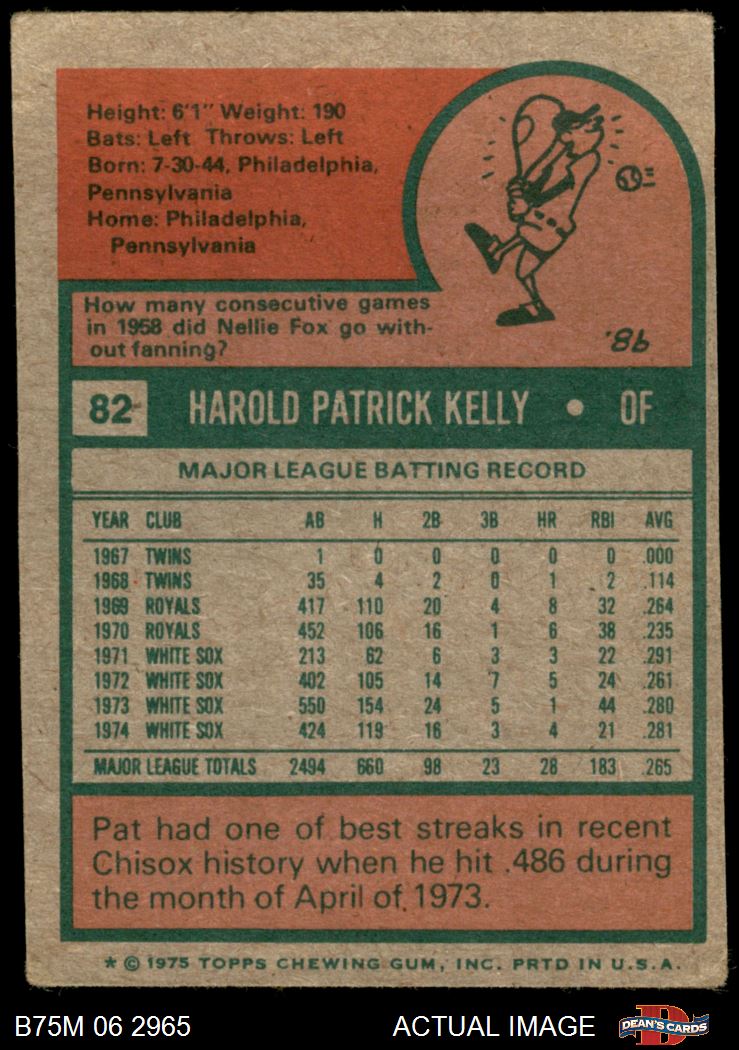 Height: 6'1" Weight: 190
Bats: Left Throws: Left
Born: 7-30-44, Philadelphia,
Pennsylvania
Home: Philadelphia,
Pennsylvania
How many consecutive games
in 1958 did Nellie Fox go with-
out fanning?
98.
82 HAROLD PATRICK KELLY • OF
MAJOR LEAGUE BATTING RECORD
YEAR CLUB AB H 2B 3B HR RBI AVG
1967 TWINS 1 0 0 0 0 0 .000
1968 TWINS 35 4 2 0 1 2 .114
1969 ROYALS 417 110 20 4 8 32 .264
1970 ROYALS 452 106 16 1 6 38 .235
1971 WHITE SOX 213 62 6 3 3 22 .291
1972 WHITE SOX 402 105 14 7 5 24 .261
1973 WHITE SOX 550 154 24 5 1 44 .280
1974 WHITE SOX 424 119 16 3 4 21 .281
MAJOR LEAGUE TOTALS 2494 660 98 23 28 183 .265
Pat had one of best streaks in recent
Chisox history when he hit .486 during
the month of April of 1973.
* © 1975 TOPPS CHEWING GUM, INC. PRTD IN U.S.A.
B75M 06 2965 ACTUAL IMAGE D DEAN'S CARDS